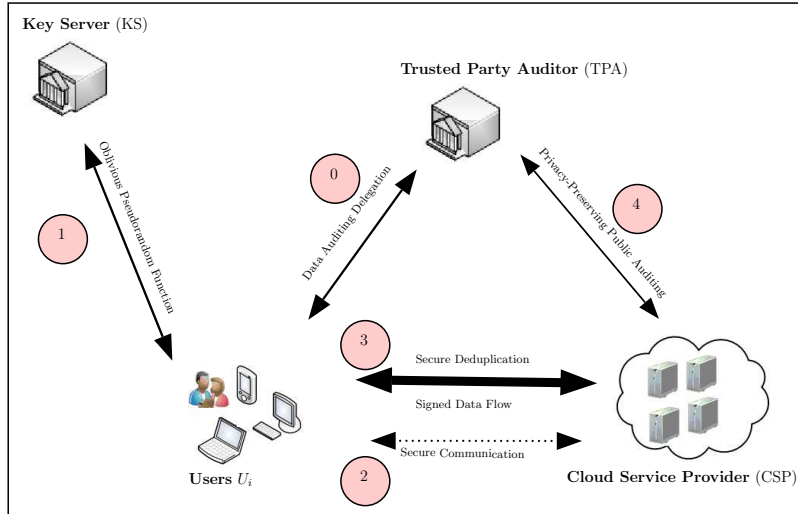 Key Server (KS)
Trusted Party Auditor (TPA)
Oblivious Pseudorandom Function
1
0
Data Auditing Delegation
Privacy-Preserving Public Auditing
4
3
Secure Deduplication
Signed Data Flow
Secure Communication
2
Users Uᵢ
Cloud Service Provider (CSP)